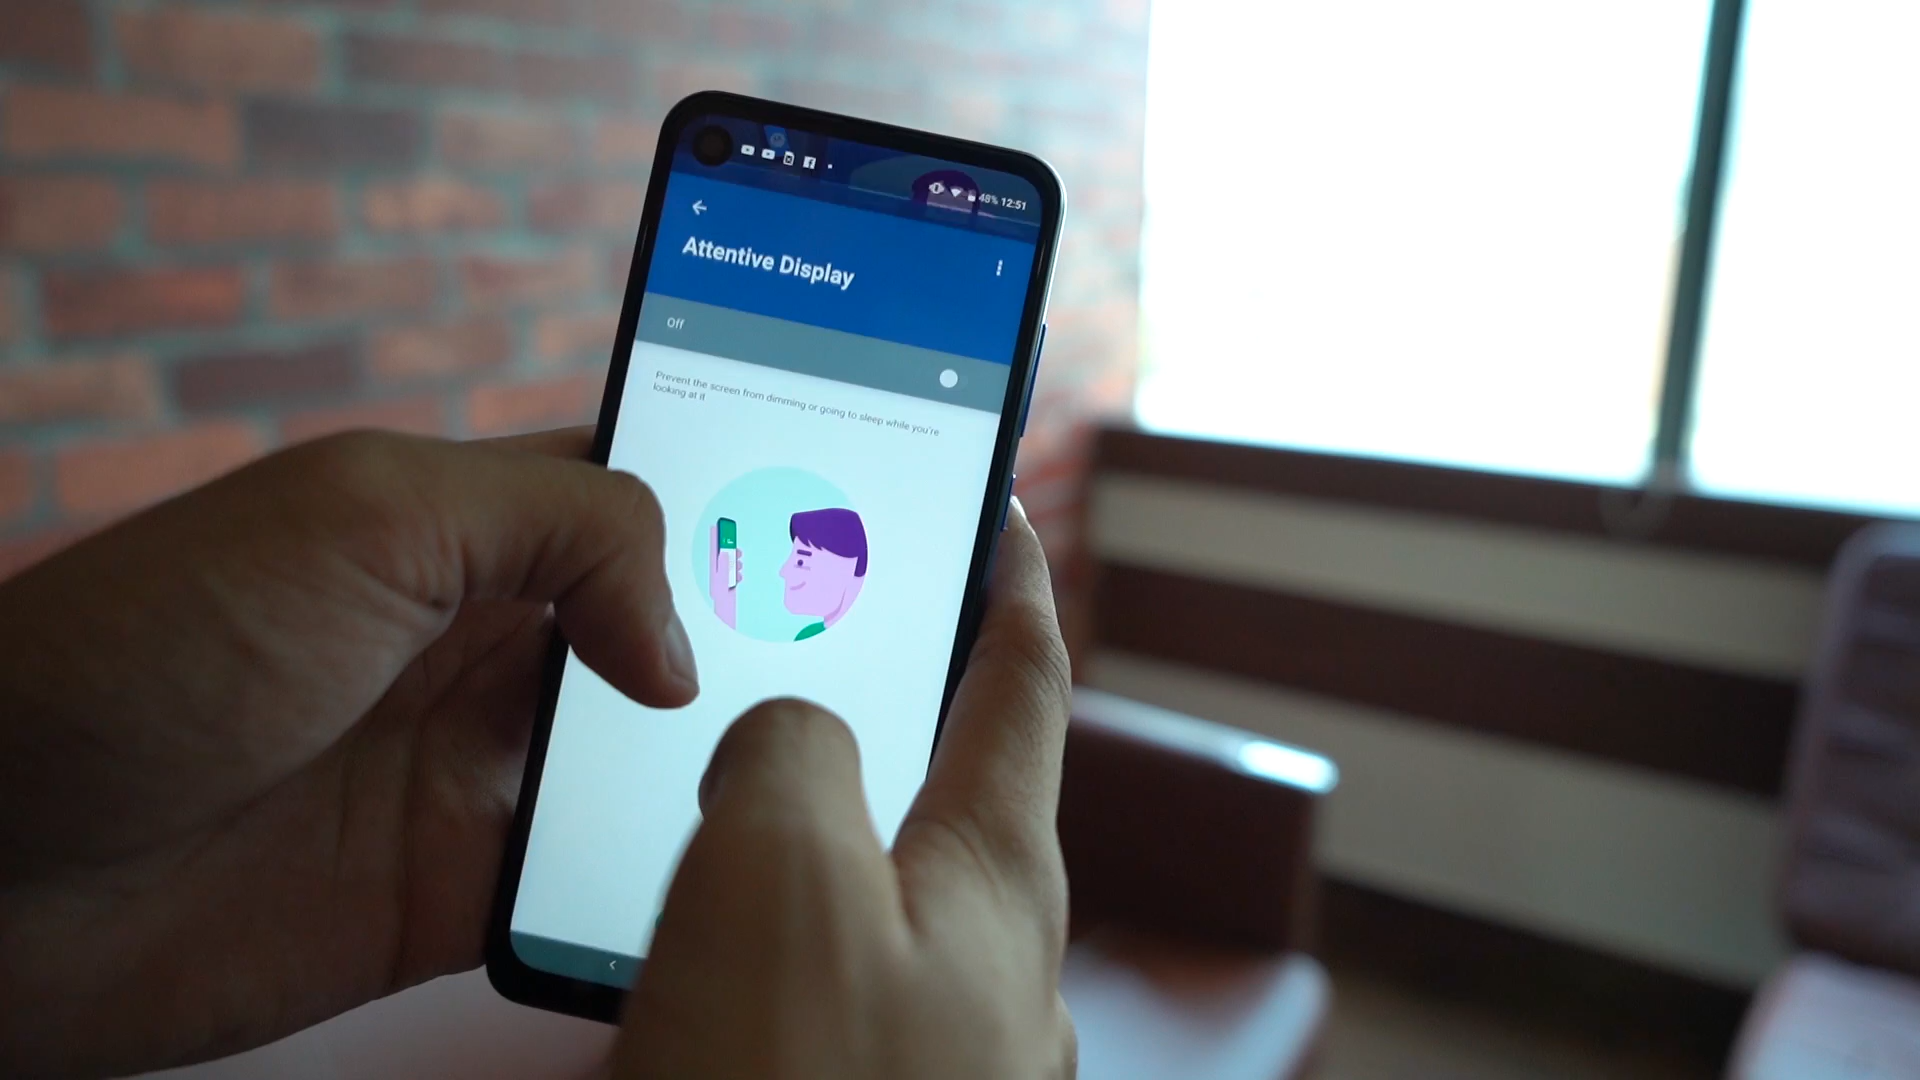 48% 12:51
Attentive Display
Off
Prevent the screen from dimming or going to sleep while you're
looking at it